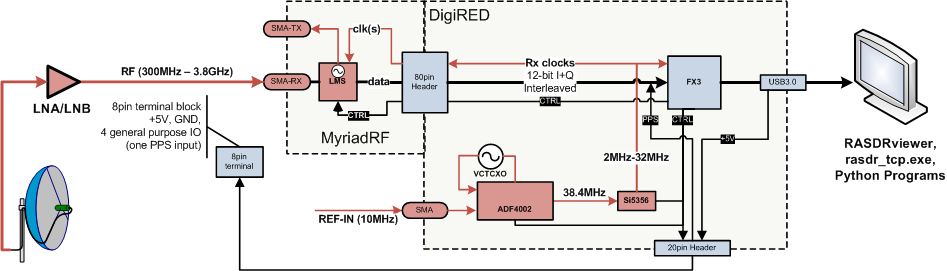 DigiRED
SMA-TX
clk(s)
RF (300MHz – 3.8GHz)
SMA-RX
LMS
data
80pin
Header
Rx clocks
12-bit I+Q
Interleaved
FX3
USB3.0
LNA/LNB
CTRL
CTRL
8pin terminal block
+5V, GND,
4 general purpose IO
(one PPS input)
MyriadRF
PPS
CTRL
+5V
RASDRviewer,
rasdr_tcp.exe,
Python Programs
8pin
terminal
2MHz-32MHz
VCTCXO
38.4MHz
Si5356
ADF4002
REF-IN (10MHz)
SMA
20pin Header